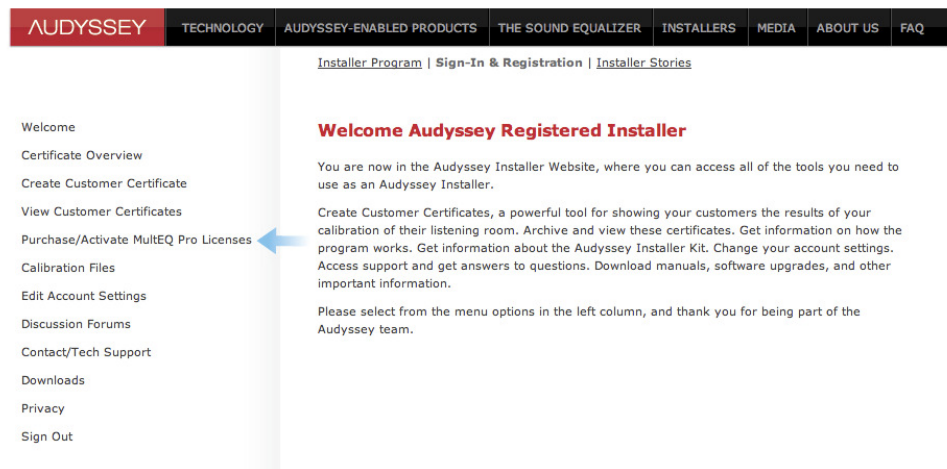 AUDYSSEY TECHNOLOGY AUDYSSEY-ENABLED PRODUCTS THE SOUND EQUALIZER INSTALLERS MEDIA ABOUT US FAQ
Installer Program | Sign-In & Registration | Installer Stories
Welcome
Certificate Overview
Create Customer Certificate
View Customer Certificates
Purchase/Activate MultEQ Pro Licenses
Calibration Files
Edit Account Settings
Discussion Forums
Contact/Tech Support
Downloads
Privacy
Sign Out
Welcome Audyssey Registered Installer
You are now in the Audyssey Installer Website, where you can access all of the tools you need to
use as an Audyssey Installer.
Create Customer Certificates, a powerful tool for showing your customers the results of your
calibration of their listening room. Archive and view these certificates. Get information on how the
program works. Get information about the Audyssey Installer Kit. Change your account settings.
Access support and get answers to questions. Download manuals, software upgrades, and other
important information.
Please select from the menu options in the left column, and thank you for being part of the
Audyssey team.